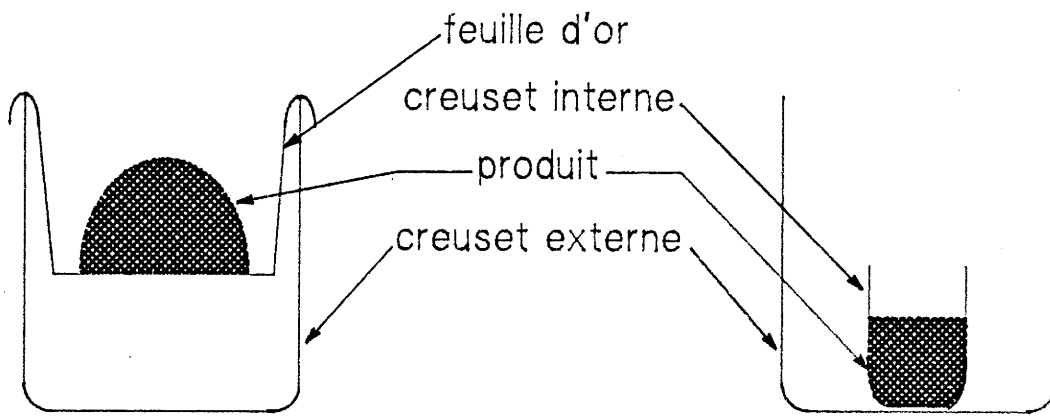 feuille d'or
creuset interne
produit
creuset externe